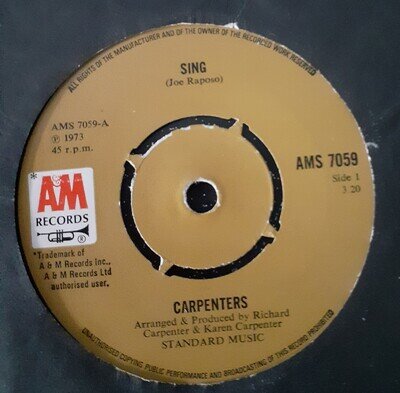 ALL RIGHTS OF THE MANUFACTURER AND OF THE OWNER OF THE RECORDED WORK RESERVED
SING
(Joe Raposo)
AMS 7059-A
℗ 1973
45 r.p.m.
AMS 7059
Side 1
3.20
AM
RECORDS
®
*Trademark of
A & M Records Inc.,
A & M Records Ltd
authorised user.
CARPENTERS
Arranged & Produced by Richard
Carpenter & Karen Carpenter
STANDARD MUSIC
UNAUTHORISED COPYING PUBLIC PERFORMANCE AND BROADCASTING OF THIS RECORD PROHIBITED